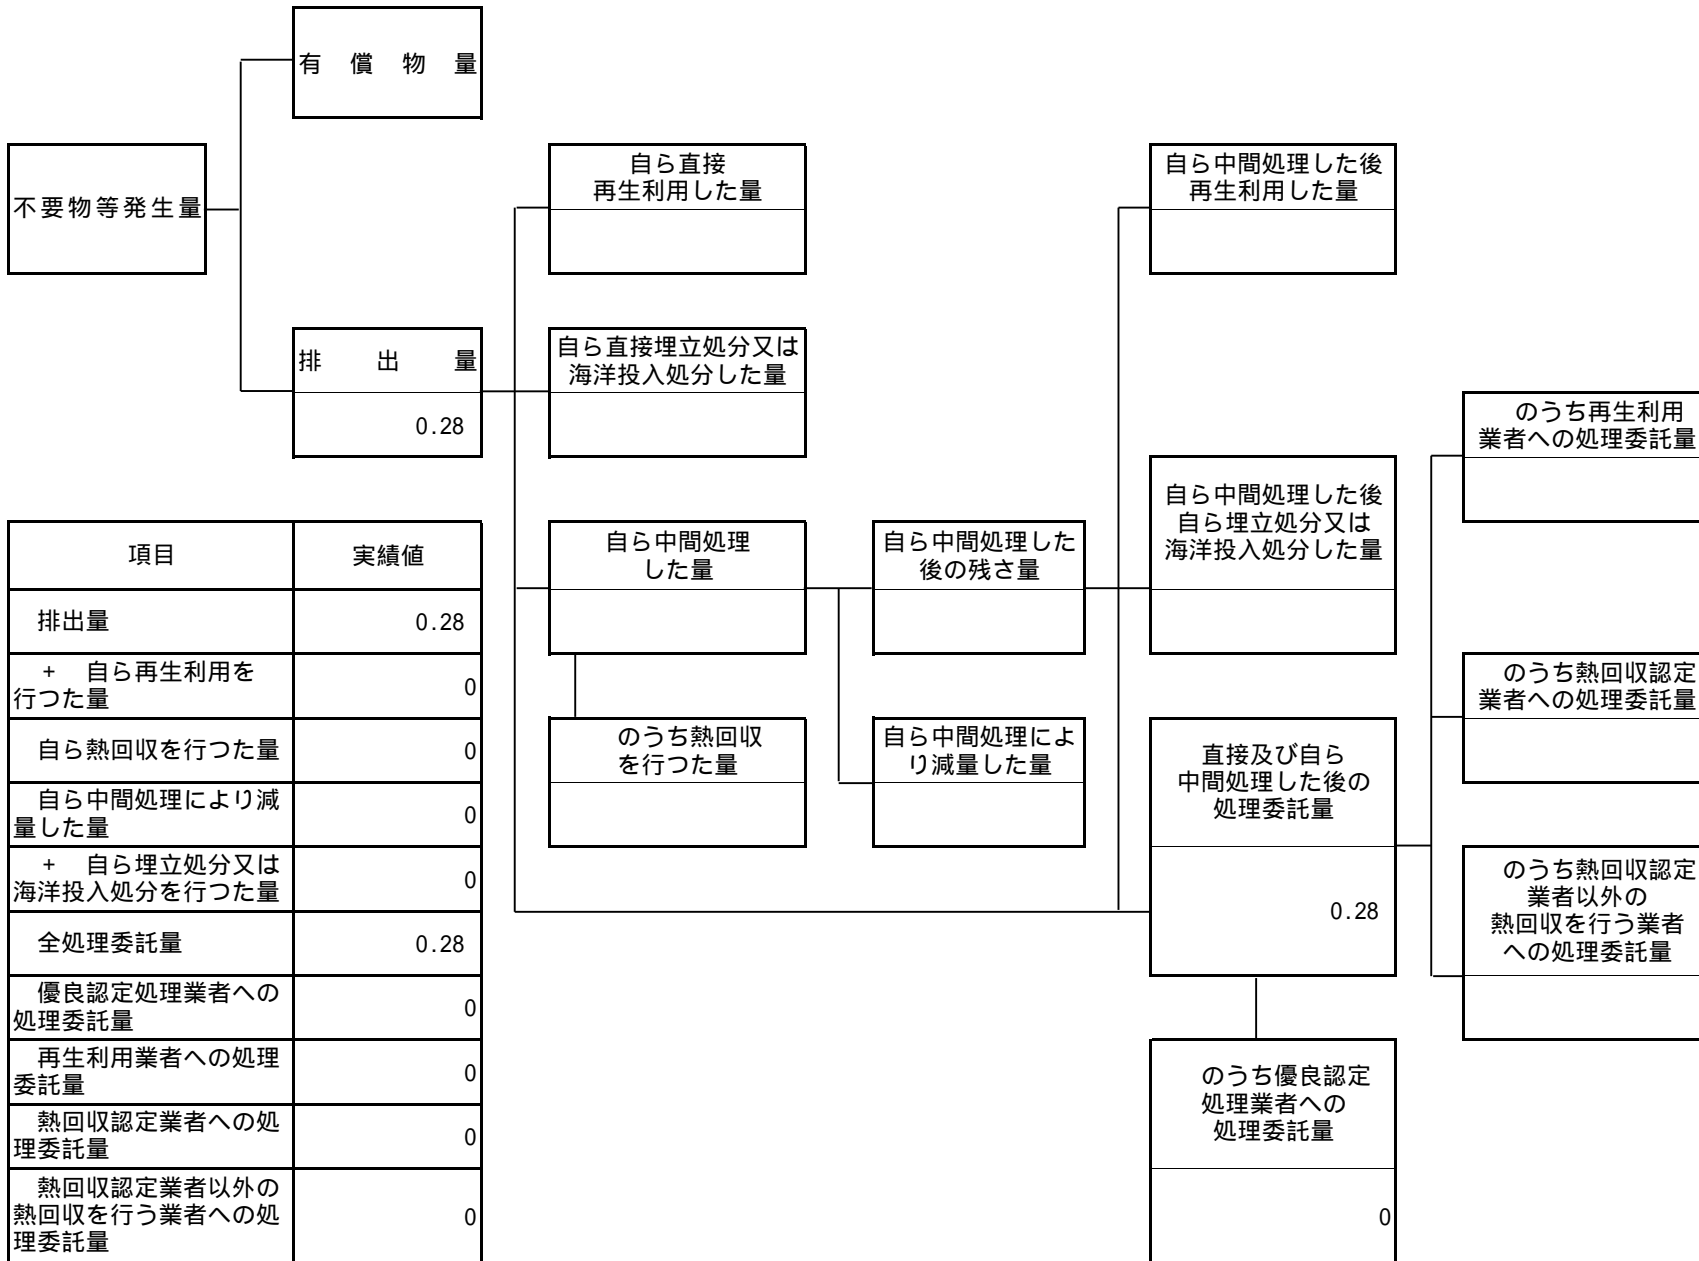 有償物量
不要物等発生量
自ら直接
再生利用した量
自ら中間処理した後
再生利用した量
排出量
0.28
自ら直接埋立処分又は
海洋投入処分した量
のうち再生利用
業者への処理委託量
自ら中間処理した後
自ら埋立処分又は
海洋投入処分した量
自ら中間処理
した量
自ら中間処理した
後の残さ量
のうち熱回収認定
業者への処理委託量
のうち熱回収
を行つた量
自ら中間処理によ
り減量した量
直接及び自ら
中間処理した後の
処理委託量
0.28
のうち熱回収認定
業者以外の
熱回収を行う業者
への処理委託量
のうち優良認定
処理業者への
処理委託量
0
項目 実績値
排出量 0.28
+ 自ら再生利用を
行つた量 0
自ら熱回収を行つた量 0
自ら中間処理により減
量した量 0
+ 自ら埋立処分又は
海洋投入処分を行つた量 0
全処理委託量 0.28
優良認定処理業者への
処理委託量 0
再生利用業者への処理
委託量 0
熱回収認定業者への処
理委託量 0
熱回収認定業者以外の
熱回収を行う業者への処
理委託量 0